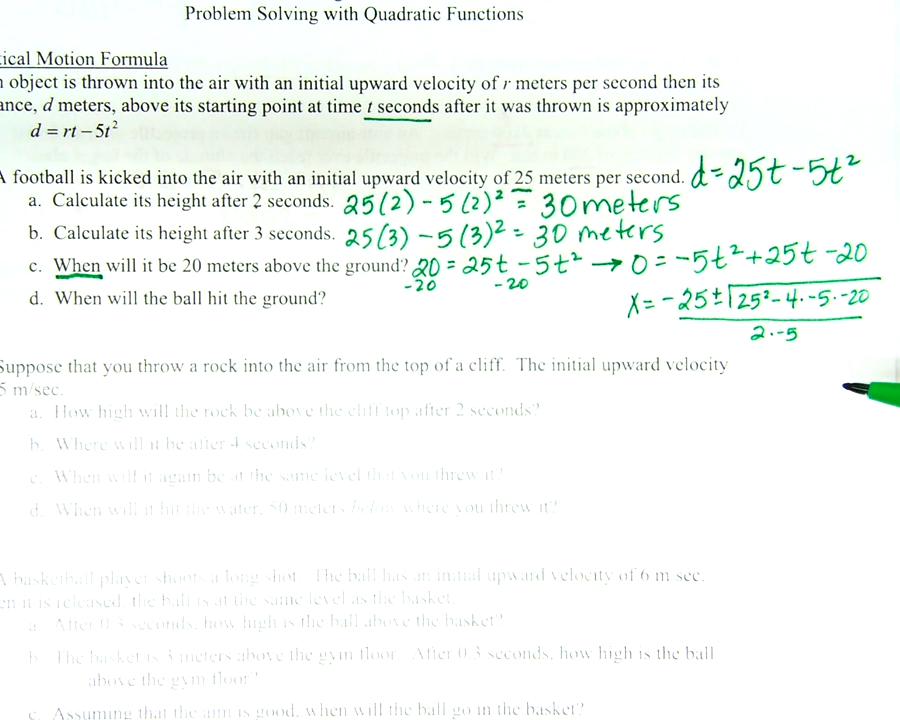 Problem Solving with Quadratic Functions
ical Motion Formula
object is thrown into the air with an initial upward velocity of r meters per second then its
ance, d meters, above its starting point at time t seconds after it was thrown is approximately
d = rt – 5t²
A football is kicked into the air with an initial upward velocity of 25 meters per second. d=25t-5t²
a. Calculate its height after 2 seconds. 25(2) - 5(2)² = 30 meters
b. Calculate its height after 3 seconds. 25(3) - 5(3)² = 30 meters
c. When will it be 20 meters above the ground? 20 = 25t - 5t² → 0 = -5t²+25t-20
-20 -20
d. When will the ball hit the ground? x = -25±√25²-4·-5·-20
2·-5
Suppose that you throw a rock into the air from the top of a cliff. The initial upward velocity
5 m/sec.
a. How high will the rock be above the cliff top after 2 seconds?
b. Where will it be after 4 seconds?
c. When will it again be at the same level that you threw it?
d. When will it hit the water, 50 meters below where you threw it?
A basketball player shoots a long shot. The ball has an initial upward velocity of 6 m sec.
en it is released, the ball is at the same level as the basket.
a. After 0.3 seconds, how high is the ball above the basket?
b. The basket is 3 meters above the gym floor. After 0.3 seconds, how high is the ball
above the gym floor?
c. Assuming that the aim is good, when will the ball go in the basket?